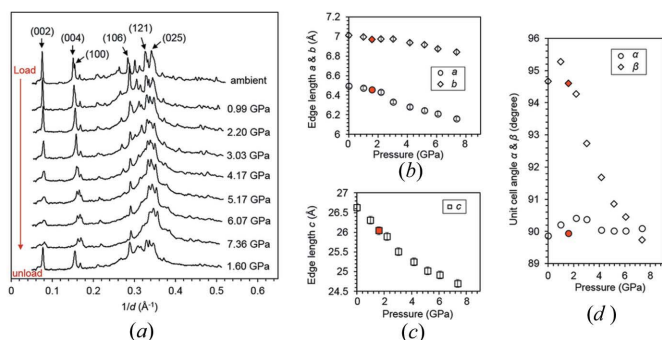 (002)
(004)
(100)
(106)
(121)
(025)
Load
ambient
0.99 GPa
2.20 GPa
3.03 GPa
4.17 GPa
5.17 GPa
6.07 GPa
7.36 GPa
unload
1.60 GPa
0 0.1 0.2 0.3 0.4 0.5 0.6
1/d (Å-1)
(a)
Edge length a & b (Å)
7.2
7
6.8
6.6
6.4
6.2
6
a
b
0 2 4 6 8
Pressure (GPa)
(b)
Edge length c (Å)
27
26.5
26
25.5
25
24.5
c
0 2 4 6 8
Pressure (GPa)
(c)
Unit cell angle α & β (degree)
96
95
94
93
92
91
90
89
α
β
0 2 4 6 8
Pressure (GPa)
(d)